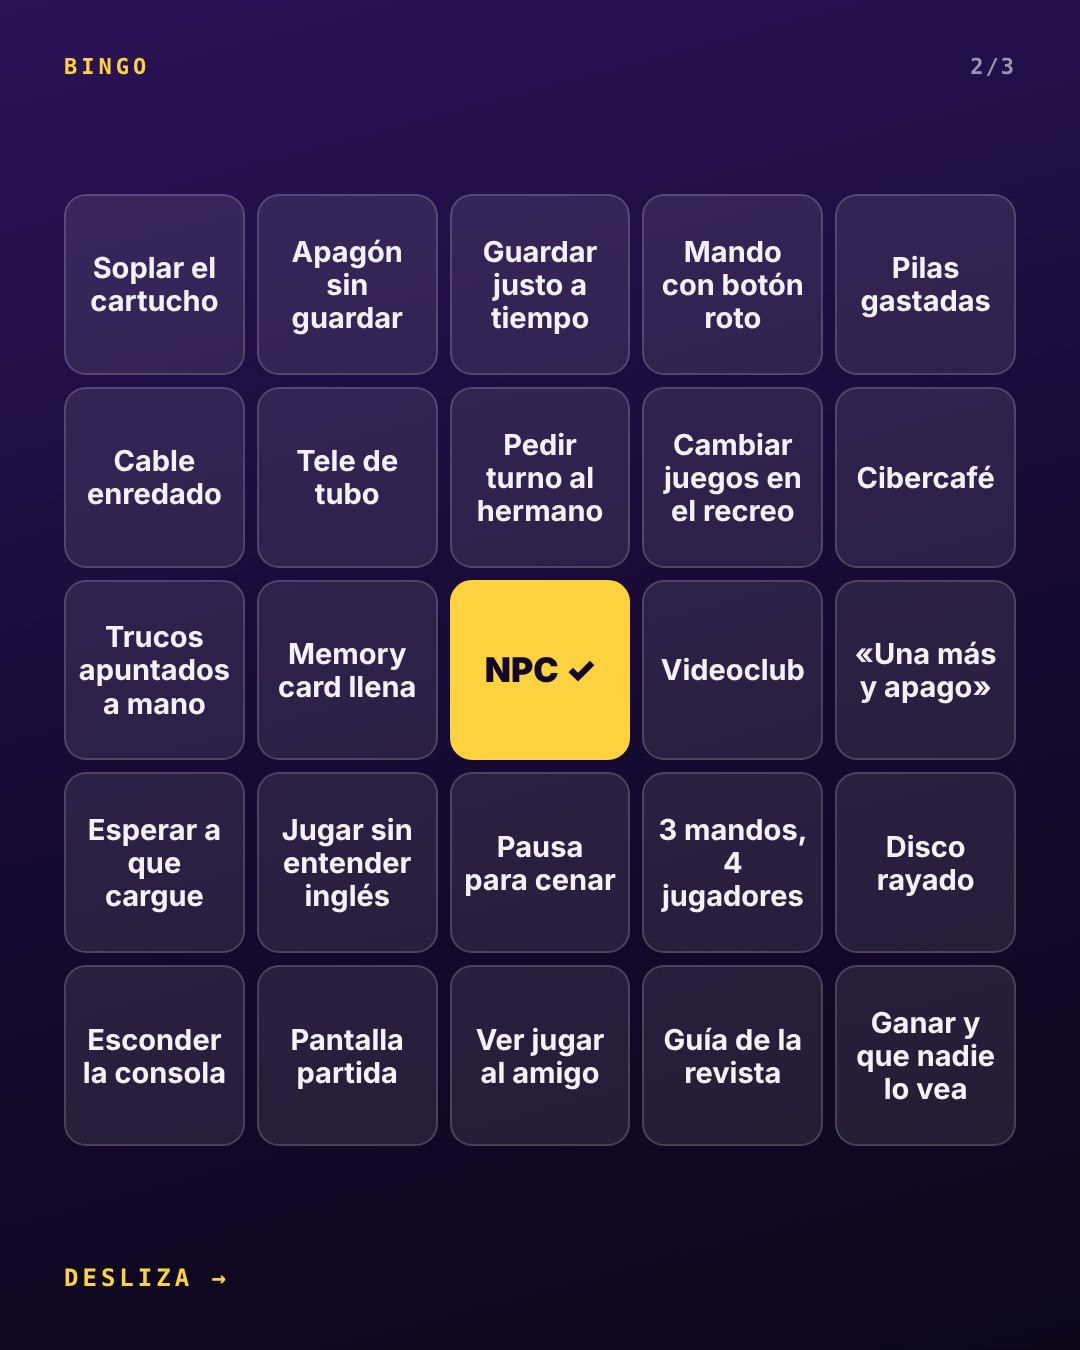 BINGO
2/3
Soplar el
cartucho
Apagón
sin
guardar
Guardar
justo a
tiempo
Mando
con botón
roto
Pilas
gastadas
Cable
enredado
Tele de
tubo
Pedir
turno al
hermano
Cambiar
juegos en
el recreo
Cibercafé
Trucos
apuntados
a mano
Memory
card llena
NPC ✓
Videoclub
«Una más
y apago»
Esperar a
que
cargue
Jugar sin
entender
inglés
Pausa
para cenar
3 mandos,
4
jugadores
Disco
rayado
Esconder
la consola
Pantalla
partida
Ver jugar
al amigo
Guía de la
revista
Ganar y
que nadie
lo vea
DESLIZA →